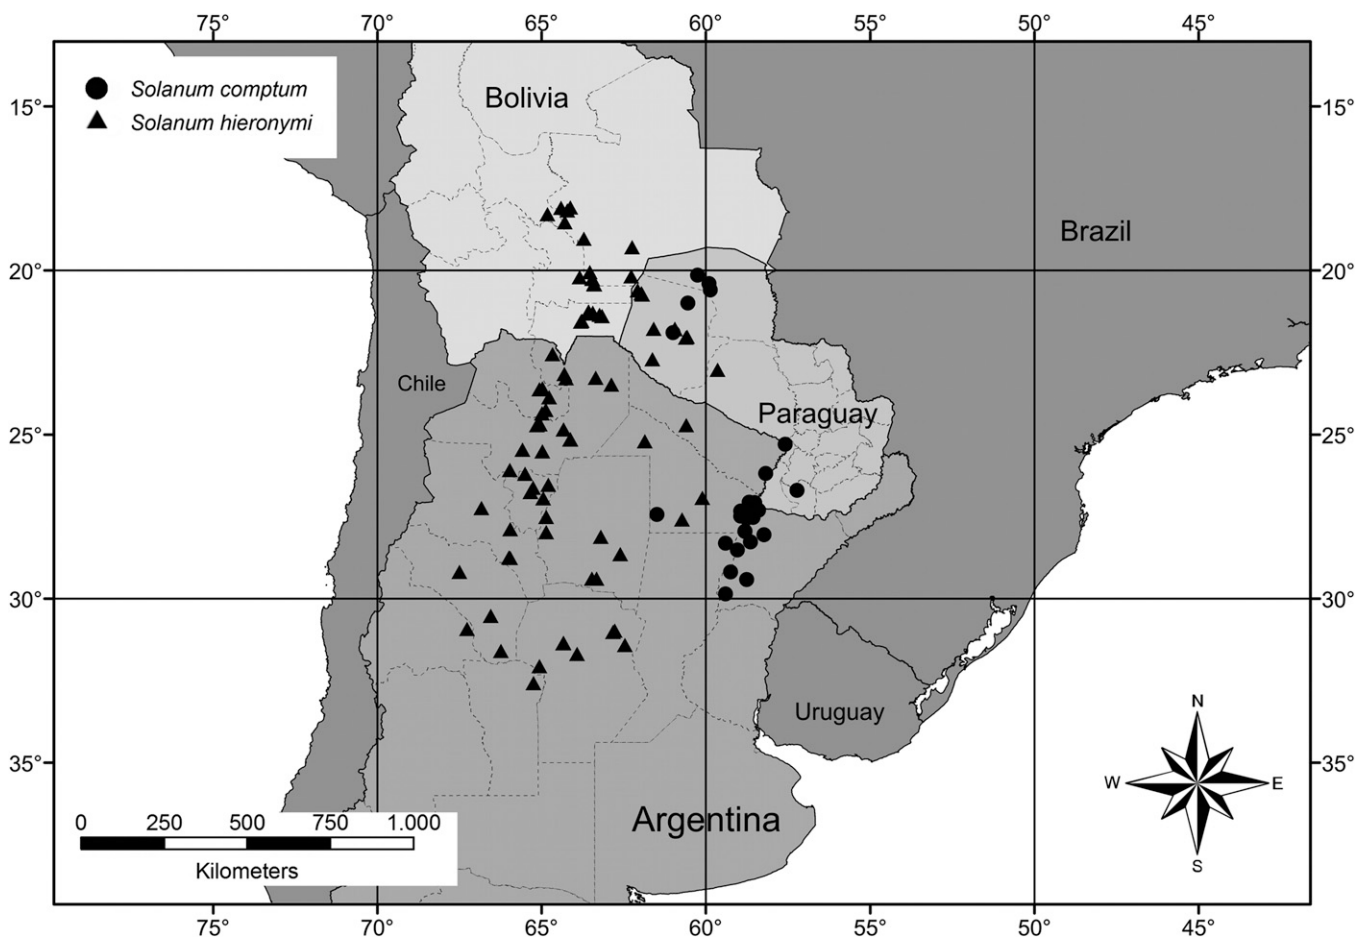 75° 70° 65° 60° 55° 50° 45°
Solanum comptum
Solanum hieronymi
Bolivia
15° 15°
Brazil
20° 20°
Chile
Paraguay
25° 25°
30° 30°
Uruguay
N
35° 35°
W E
S
Argentina
0 250 500 750 1.000
Kilometers
75° 70° 65° 60° 55° 50° 45°